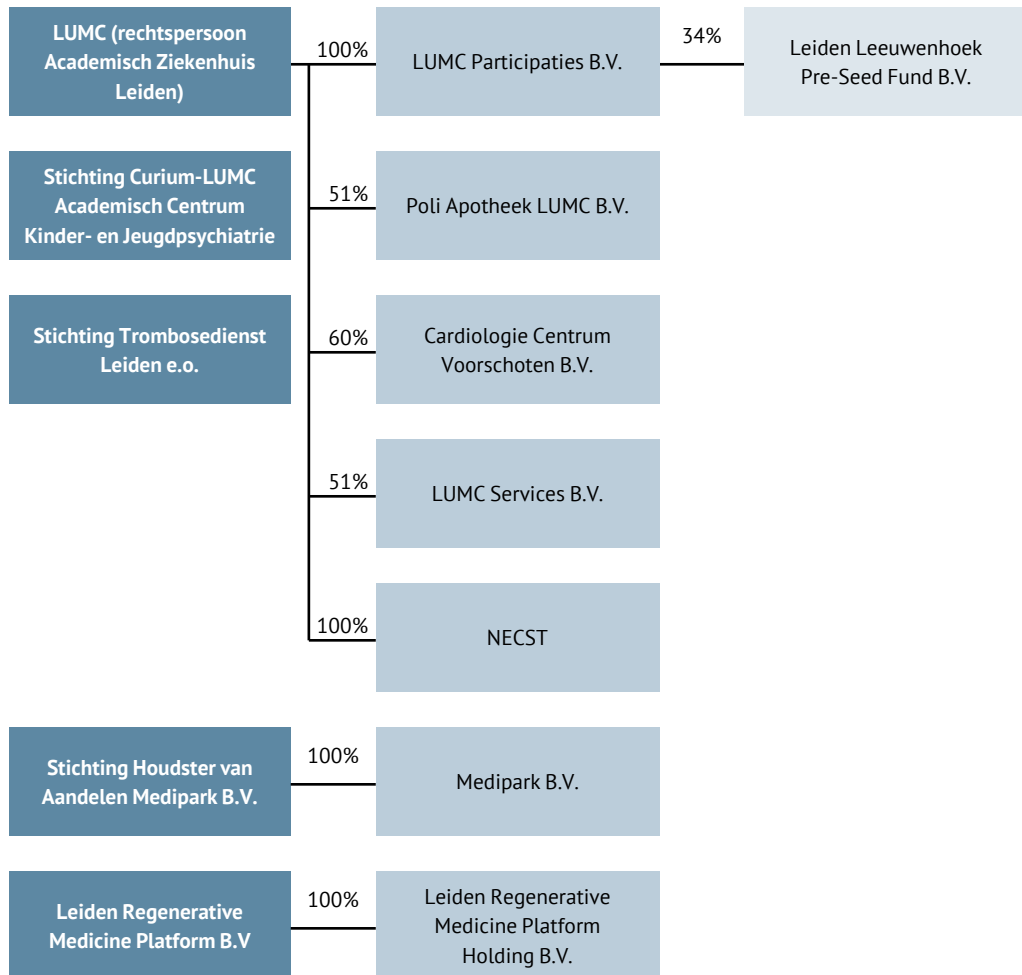 LUMC (rechtspersoon
Academisch Ziekenhuis
Leiden)
100%
LUMC Participaties B.V.
34%
Leiden Leeuwenhoek
Pre-Seed Fund B.V.
Stichting Curium-LUMC
Academisch Centrum
Kinder- en Jeugdpsychiatrie
51%
Poli Apotheek LUMC B.V.
Stichting Trombosedienst
Leiden e.o.
60%
Cardiologie Centrum
Voorschoten B.V.
51%
LUMC Services B.V.
100%
NECST
Stichting Houdster van
Aandelen Medipark B.V.
100%
Medipark B.V.
Leiden Regenerative
Medicine Platform B.V
100%
Leiden Regenerative
Medicine Platform
Holding B.V.